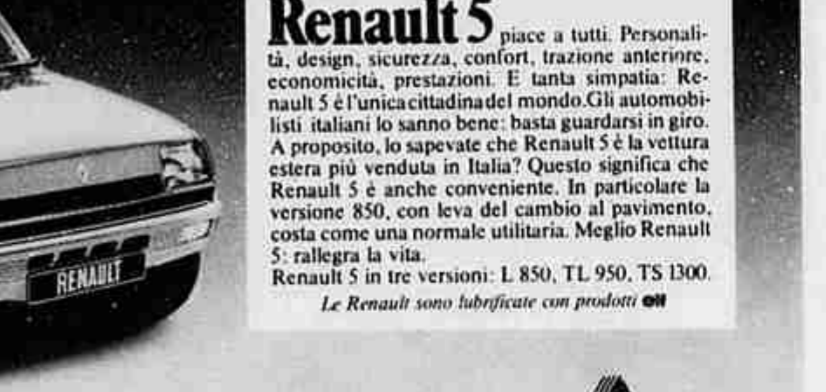 Renault 5 piace a tutti. Personali-
tà, design, sicurezza, confort, trazione anteriore,
economicità, prestazioni. E tanta simpatia: Re-
nault 5 è l'unica cittadina del mondo. Gli automobi-
listi italiani lo sanno bene: basta guardarsi in giro.
A proposito, lo sapevate che Renault 5 è la vettura
estera più venduta in Italia? Questo significa che
Renault 5 è anche conveniente. In particolare la
versione 850, con leva del cambio al pavimento,
costa come una normale utilitaria. Meglio Renault
5: rallegra la vita.
Renault 5 in tre versioni: L 850, TL 950, TS 1300.
Le Renault sono lubrificate con prodotti elf
RENAULT